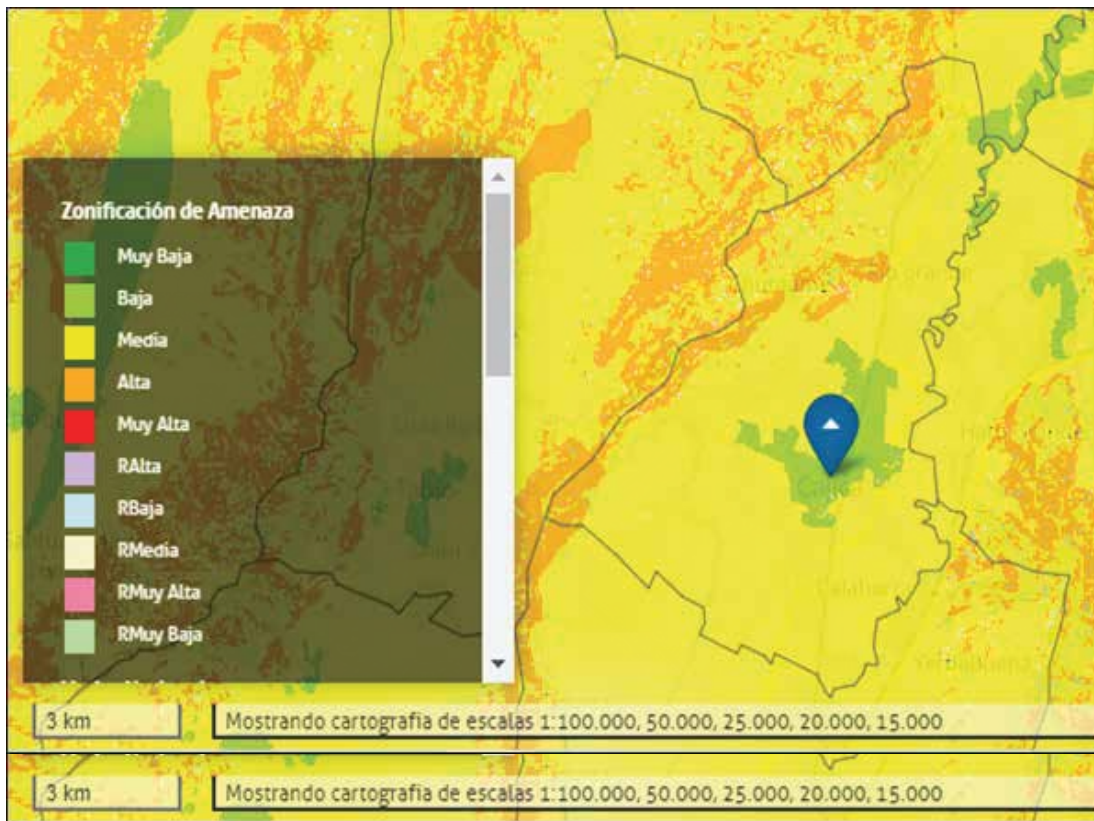 Zonificación de Amenaza
Muy Baja
Baja
Media
Alta
Muy Alta
RAlta
RBaja
RMedia
RMuy Alta
RMuy Baja
3 km
Mostrando cartografia de escalas 1:100.000, 50.000, 25.000, 20.000, 15.000
3 km
Mostrando cartografia de escalas 1:100.000, 50.000, 25.000, 20.000, 15.000